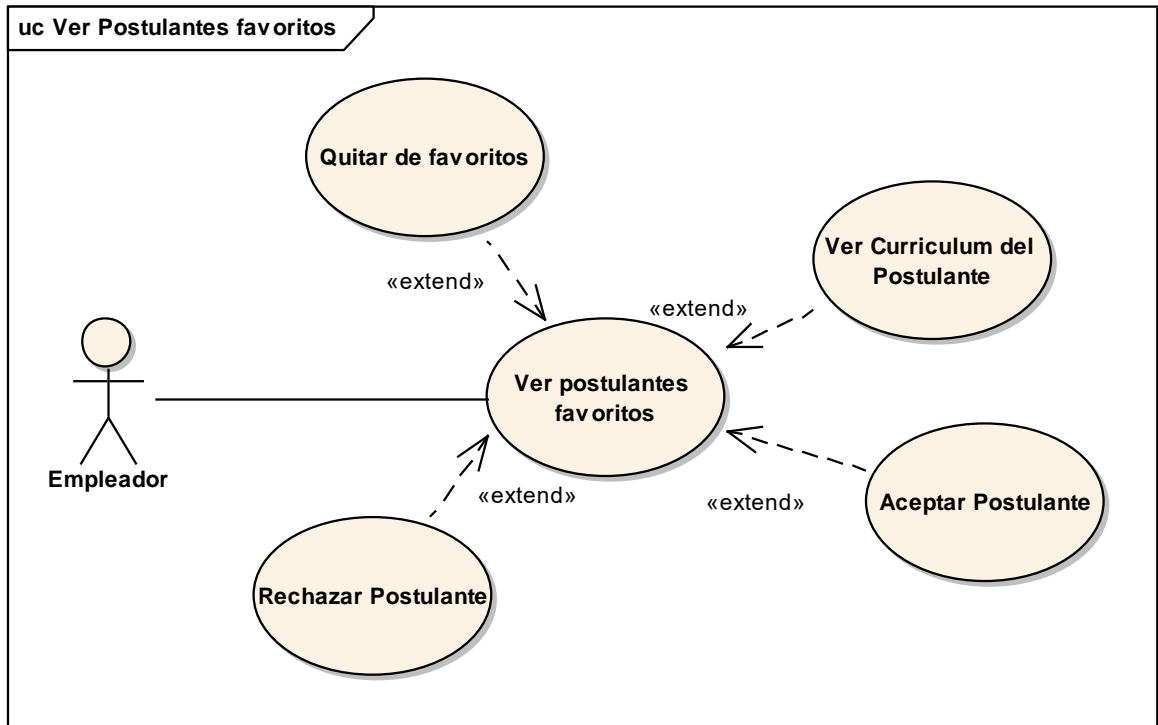 uc Ver Postulantes favoritos
Quitar de favoritos
Ver Curriculum del
Postulante
«extend»
«extend»
Ver postulantes
favoritos
Empleador
«extend»
«extend»
Aceptar Postulante
Rechazar Postulante